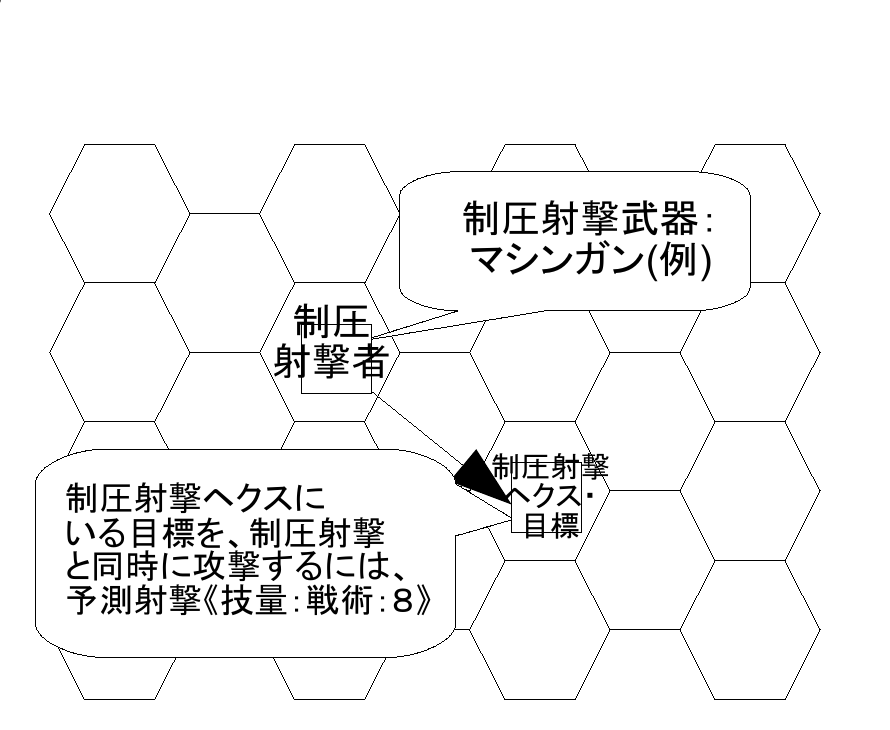 制圧射撃武器:
マシンガン(例)
制圧
射撃者
制圧射撃
ヘクス・
目標
制圧射撃ヘクスに
いる目標を、制圧射撃
と同時に攻撃するには、
予測射撃《技量:戦術:8》